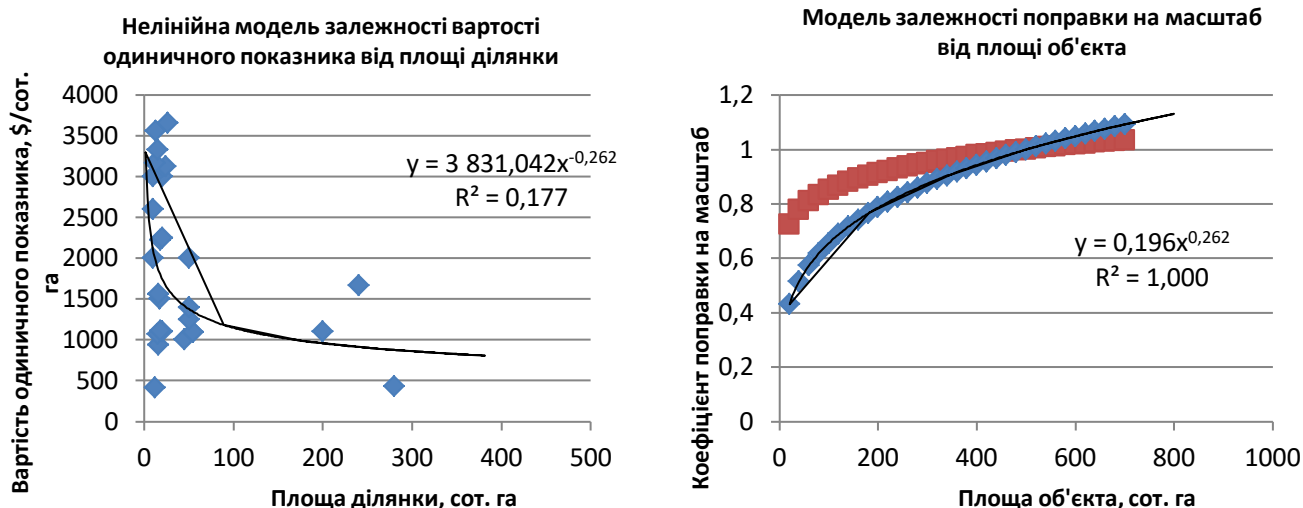 Нелінійна модель залежності вартості
одиничного показника від площі ділянки
Вартість одиничного показника, $/сот.
га
4000
3500
3000
2500
2000
1500
1000
500
0
y = 3 831,042x^-0,262
R² = 0,177
0 100 200 300 400 500
Площа ділянки, сот. га
Модель залежності поправки на масштаб
від площі об'єкта
Коефіцієнт поправки на масштаб
1,2
1
0,8
0,6
0,4
0,2
0
y = 0,196x^0,262
R² = 1,000
0 200 400 600 800 1000
Площа об'єкта, сот. га